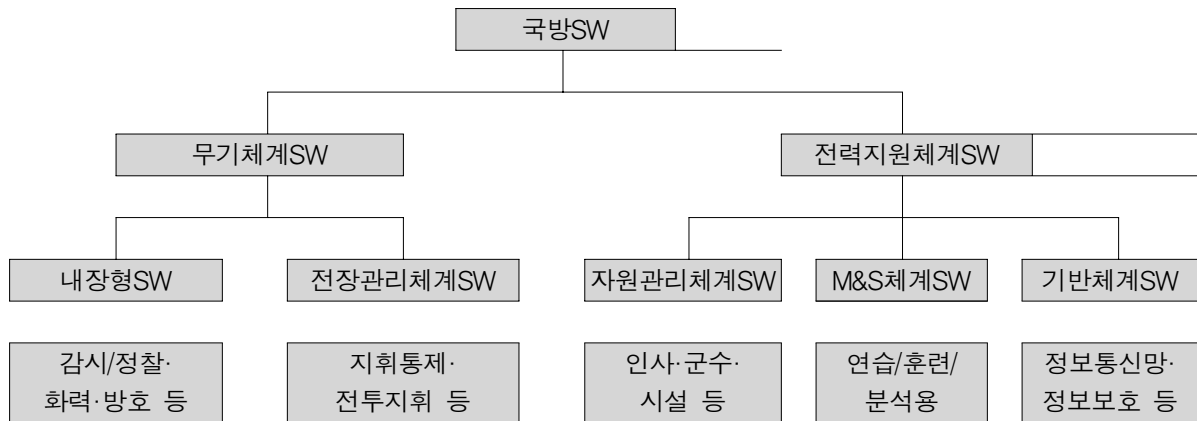 국방SW
무기체계SW
전력지원체계SW
내장형SW
전장관리체계SW
자원관리체계SW
M&S체계SW
기반체계SW
감시/정찰·
화력·방호 등
지휘통제·
전투지휘 등
인사·군수·
시설 등
연습/훈련/
분석용
정보통신망·
정보보호 등